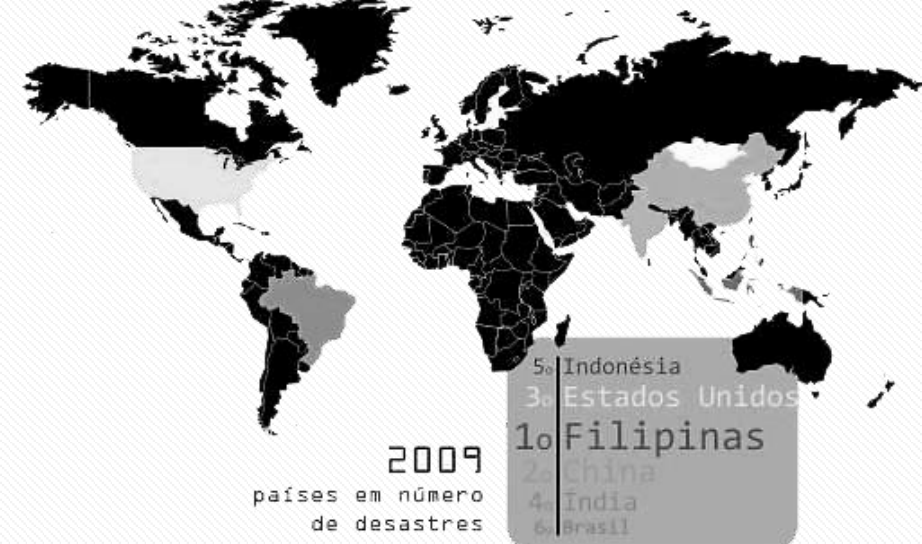 5o Indonésia
3o Estados Unidos
1o Filipinas
2o China
4o Índia
6o Brasil
2009
países em número
de desastres